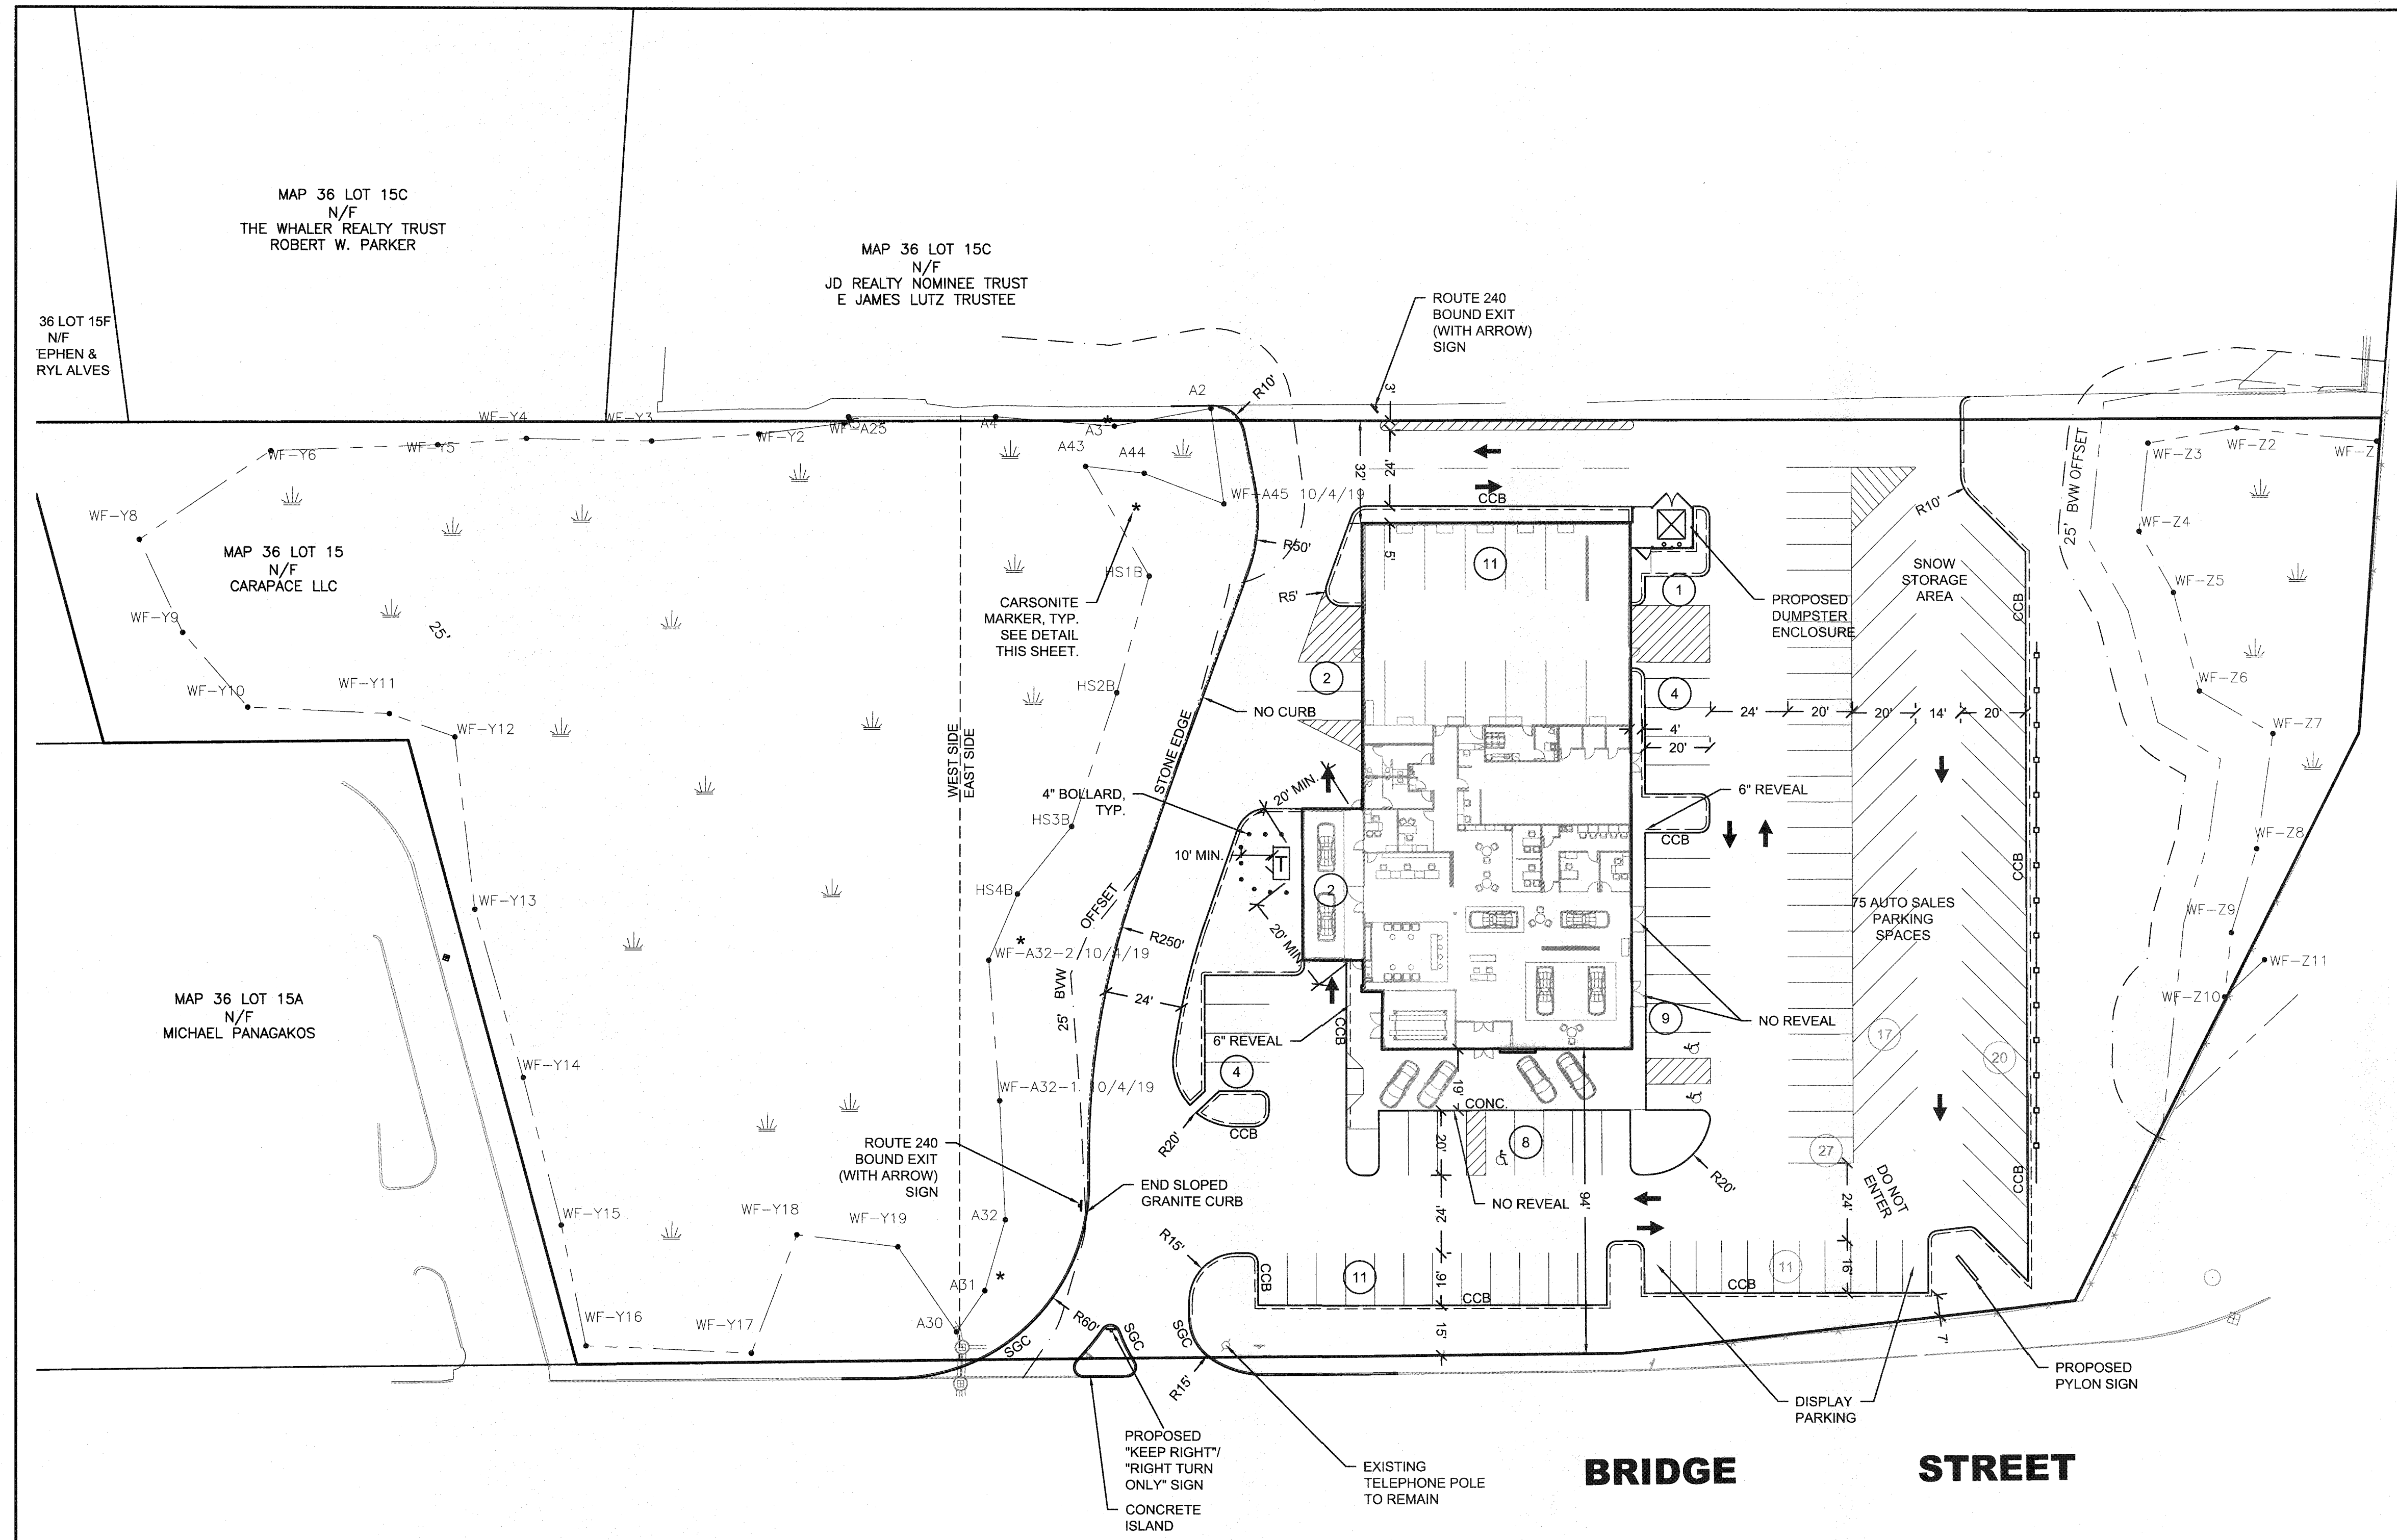 MAP 36 LOT 15C
N/F
THE WHALER REALTY TRUST
ROBERT W. PARKER
MAP 36 LOT 15C
N/F
JD REALTY NOMINEE TRUST
E JAMES LUTZ TRUSTEE
36 LOT 15F
N/F
EPHEN &
RYL ALVES
ROUTE 240
BOUND EXIT
(WITH ARROW)
SIGN
WF-Y4
WF-Y3
WF-Y2
A25
A4
A3
*
A2
R10'
3'
WF-Y6
WF-Y5
A43
A44
WF-A45 10/4/19
32'
24'
5'
CCB
WF-Z3
WF-Z2
WF-Z
25' BVW OFFSET
R10'
WF-Y8
WF-Z4
MAP 36 LOT 15
N/F
CARAPACE LLC
25'
*
R50'
HS1B
11
1
R5'
CARSONITE
MARKER, TYP.
SEE DETAIL
THIS SHEET.
PROPOSED
DUMPSTER
ENCLOSURE
SNOW
STORAGE
AREA
CCB
WF-Z5
WF-Y9
WF-Y10
WF-Y11
HS2B
2
4
WF-Z6
NO CURB
24'
20'
20'
14'
20'
WF-Z7
WF-Y12
4'
20'
WEST SIDE
EAST SIDE
STONE EDGE
4" BOLLARD,
TYP.
20' MIN.
6" REVEAL
CCB
HS3B
10' MIN.
T
WF-Z8
HS4B
2
CCB
WF-Y13
OFFSET
BVW
25'
R250'
20' MIN.
75 AUTO SALES
PARKING
SPACES
WF-Z9
*
WF-A32-2/10/4/19
WF-Z11
WF-Z10
MAP 36 LOT 15A
N/F
MICHAEL PANAGAKOS
24'
6" REVEAL
CCB
9
NO REVEAL
17
20
4
WF-Y14
WF-A32-1 10/4/19
19'
CONC.
R20'
CCB
20'
8
27
ROUTE 240
BOUND EXIT
(WITH ARROW)
SIGN
END SLOPED
GRANITE CURB
NO REVEAL
R20'
DO NOT
ENTER
CCB
WF-Y15
WF-Y18
WF-Y19
A32
24'
94'
24'
R15'
A31
*
CCB
11
16'
CCB
11
16'
CCB
WF-Y16
WF-Y17
A30
SGC
R60'
SGC
SGC
R15'
15'
7'
PROPOSED
PYLON SIGN
DISPLAY
PARKING
PROPOSED
"KEEP RIGHT"/
"RIGHT TURN
ONLY" SIGN
EXISTING
TELEPHONE POLE
TO REMAIN
CONCRETE
ISLAND
BRIDGE STREET